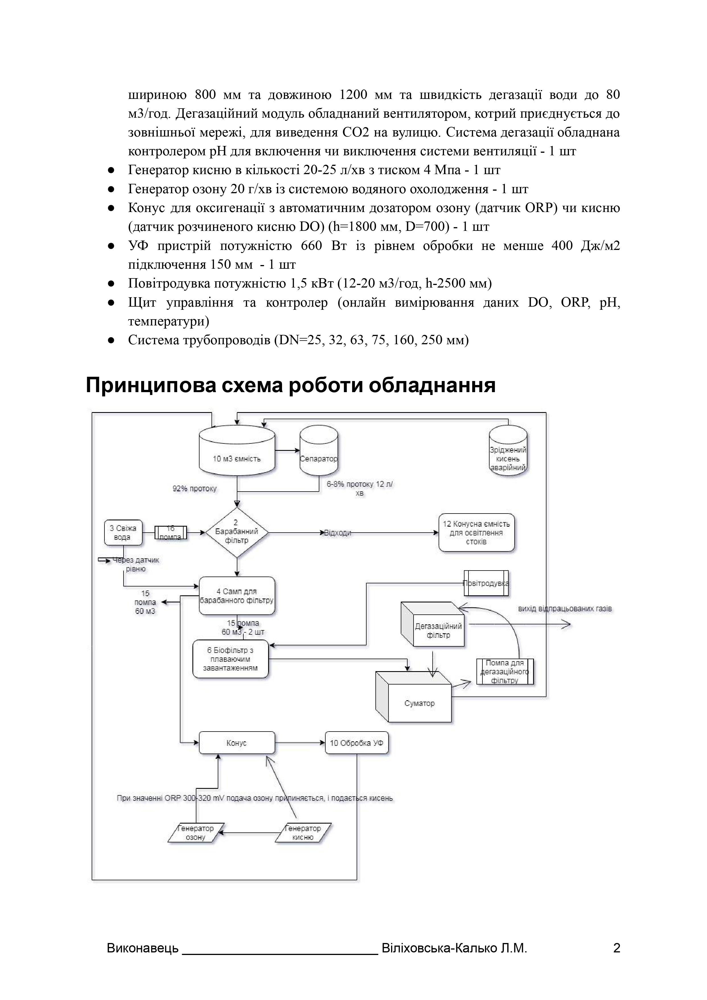 шириною 800 мм та довжиною 1200 мм та швидкість дегазації води до 80
м3/год. Дегазаційний модуль обладнаний вентилятором, котрий приєднується до
зовнішньої мережі, для виведення СО2 на вулицю. Система дегазації обладнана
контролером рН для включення чи виключення системи вентиляції - 1 шт
● Генератор кисню в кількості 20-25 л/хв з тиском 4 Мпа - 1 шт
● Генератор озону 20 г/хв із системою водяного охолодження - 1 шт
● Конус для оксигенації з автоматичним дозатором озону (датчик ORP) чи кисню
(датчик розчиненого кисню DO) (h=1800 мм, D=700) - 1 шт
● УФ пристрій потужністю 660 Вт із рівнем обробки не менше 400 Дж/м2
підключення 150 мм - 1 шт
● Повітродувка потужністю 1,5 кВт (12-20 м3/год, h-2500 мм)
● Щит управління та контролер (онлайн вимірювання даних DO, ORP, pH,
температури)
● Система трубопроводів (DN=25, 32, 63, 75, 160, 250 мм)
Принципова схема роботи обладнання
10 м3 ємність
Сепаратор
Зріджений
кисень
аварійний
92% протоку
6-8% протоку 12 л/
хв
3 Свіжа
вода
16
помпа
2
Барабанний
фільтр
Відходи
12 Конусна ємність
для освітлення
стоків
Через датчик
рівню
4 Самп для
барабанного фільтру
15
помпа
60 м3
15 помпа
60 м3 - 2 шт
Повітродувка
вихід відпрацьованих газів
Дегазаційний
фільтр
6 Біофільтр з
плаваючим
завантаженням
Помпа для
дегазаційного
фільтру
Суматор
Конус
10 Обробка УФ
При значенні ORP 300-320 mV подача озону припиняється, і подається кисень
Генератор
озону
Генератор
кисню
Виконавець ___________________________ Віліховська-Калько Л.М. 2